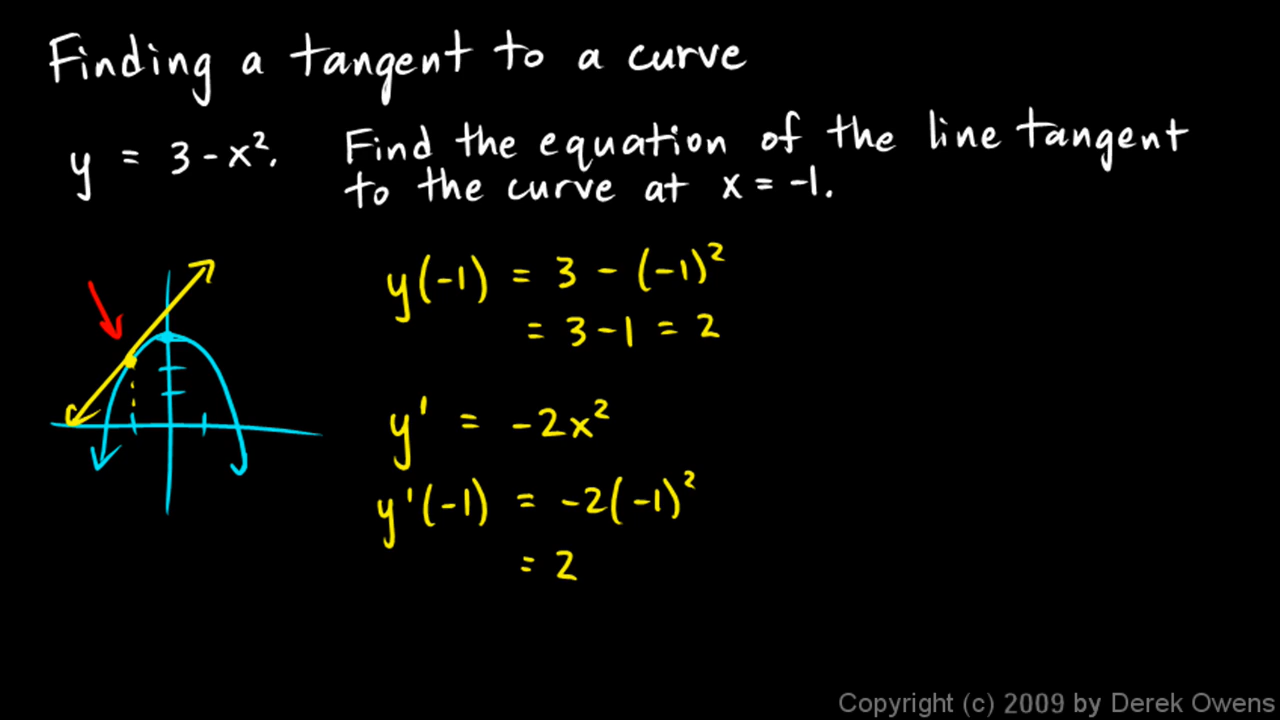 Finding a tangent to a curve
y = 3 - x². Find the equation of the line tangent
to the curve at x = -1.
y(-1) = 3 - (-1)²
= 3 - 1 = 2
y' = -2x²
y'(-1) = -2(-1)²
= 2
Copyright (c) 2009 by Derek Owens